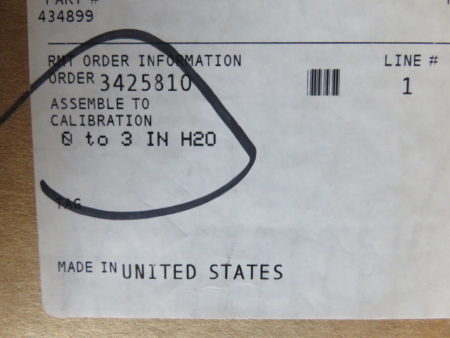 PART #
434899
RMT ORDER INFORMATION
LINE #
ORDER 3425810
1
ASSEMBLE TO
CALIBRATION
0 to 3 IN H2O
TAG
MADE IN UNITED STATES